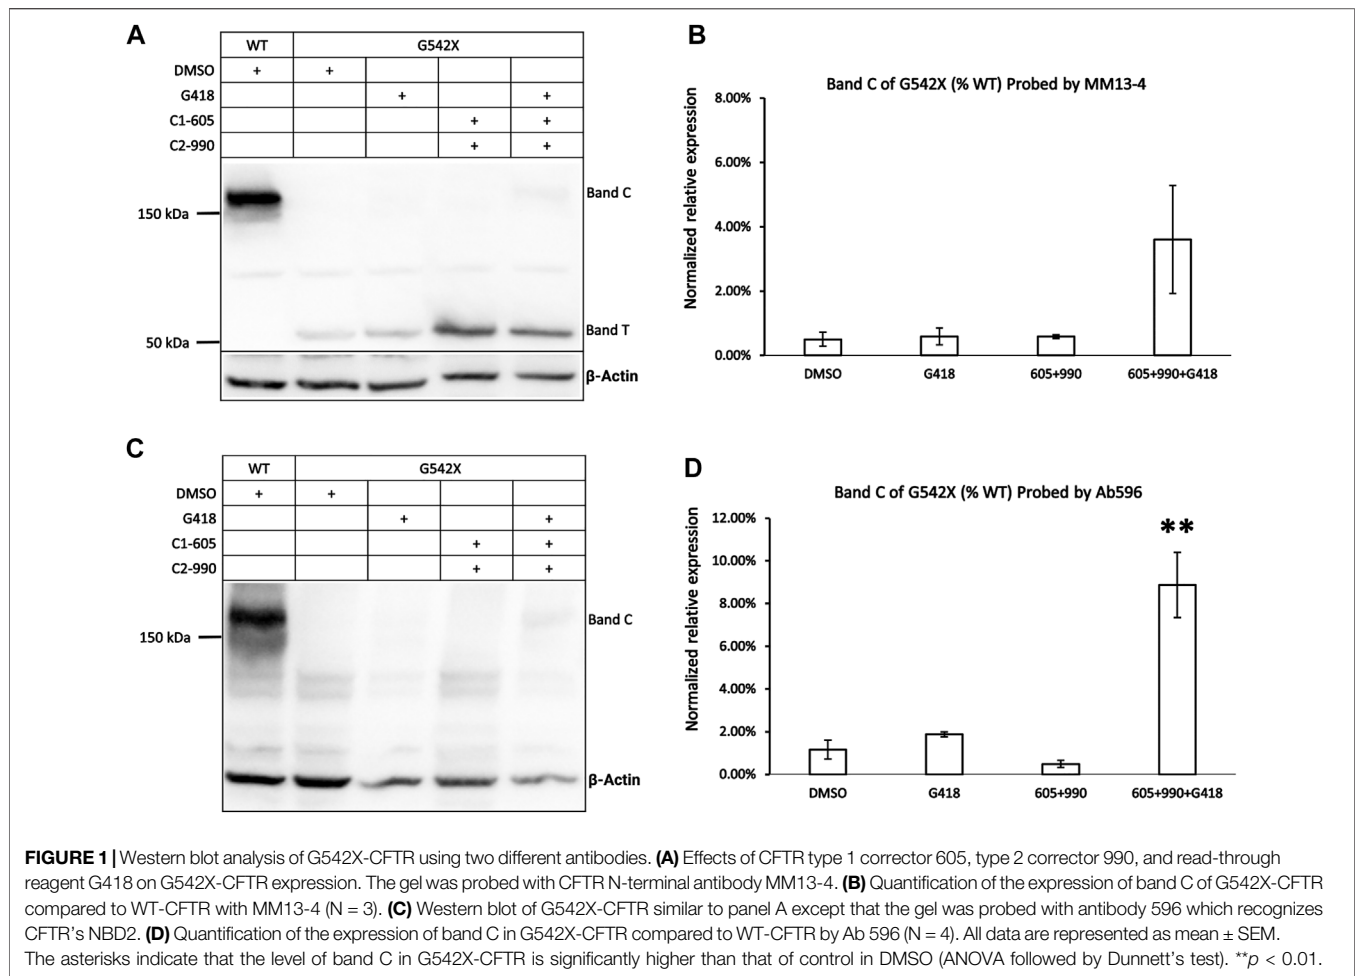 A
WT G542X
DMSO + +
G418 + +
C1-605 + +
C2-990 + +
Band C
150 kDa
Band T
50 kDa
β-Actin
B
Band C of G542X (% WT) Probed by MM13-4
Normalized relative expression
8.00%
6.00%
4.00%
2.00%
0.00%
DMSO G418 605+990 605+990+G418
C
WT G542X
DMSO + +
G418 + +
C1-605 + +
C2-990 + +
Band C
150 kDa
β-Actin
D
Band C of G542X (% WT) Probed by Ab596
Normalized relative expression
12.00%
10.00%
8.00%
6.00%
4.00%
2.00%
0.00%
**
DMSO G418 605+990 605+990+G418
FIGURE 1 | Western blot analysis of G542X-CFTR using two different antibodies. (A) Effects of CFTR type 1 corrector 605, type 2 corrector 990, and read-through
reagent G418 on G542X-CFTR expression. The gel was probed with CFTR N-terminal antibody MM13-4. (B) Quantification of the expression of band C of G542X-CFTR
compared to WT-CFTR with MM13-4 (N = 3). (C) Western blot of G542X-CFTR similar to panel A except that the gel was probed with antibody 596 which recognizes
CFTR's NBD2. (D) Quantification of the expression of band C in G542X-CFTR compared to WT-CFTR by Ab 596 (N = 4). All data are represented as mean ± SEM.
The asterisks indicate that the level of band C in G542X-CFTR is significantly higher than that of control in DMSO (ANOVA followed by Dunnett's test). **p < 0.01.